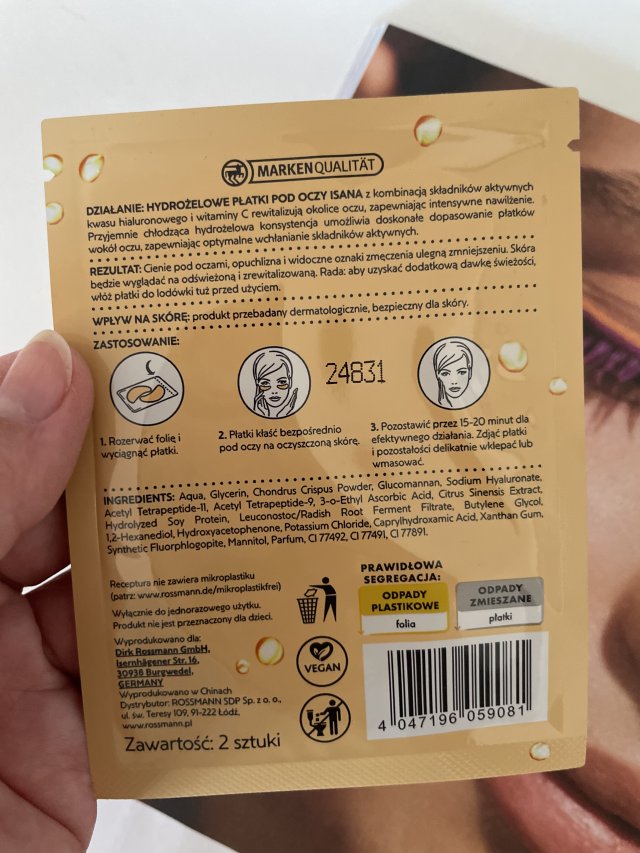 MARKENQUALITÄT
DZIAŁANIE: HYDROŻELOWE PŁATKI POD OCZY ISANA z kombinacją składników aktywnych
kwasu hialuronowego i witaminy C rewitalizują okolice oczu, zapewniając intensywne nawilżenie.
Przyjemnie chłodząca hydrożelowa konsystencja umożliwia doskonałe dopasowanie płatków
wokół oczu, zapewniając optymalne wchłanianie składników aktywnych.
REZULTAT: Cienie pod oczami, opuchlizna i widoczne oznaki zmęczenia ulegną zmniejszeniu. Skóra
będzie wyglądać na odświeżoną i zrewitalizowaną. Rada: aby uzyskać dodatkową dawkę świeżości,
włóż płatki do lodówki tuż przed użyciem.
WPŁYW NA SKÓRĘ: produkt przebadany dermatologicznie, bezpieczny dla skóry.
ZASTOSOWANIE:
24831
1. Rozerwać folię i
wyciągnąć płatki.
2. Płatki kłaść bezpośrednio
pod oczy na oczyszczoną skórę.
3. Pozostawić przez 15-20 minut dla
efektywnego działania. Zdjąć płatki
i pozostałości delikatnie wklepać lub
wmasować.
INGREDIENTS: Aqua, Glycerin, Chondrus Crispus Powder, Glucomannan, Sodium Hyaluronate,
Acetyl Tetrapeptide-11, Acetyl Tetrapeptide-9, 3-o-Ethyl Ascorbic Acid, Citrus Sinensis Extract,
Hydrolyzed Soy Protein, Leuconostoc/Radish Root Ferment Filtrate, Butylene Glycol,
1,2-Hexanediol, Hydroxyacetophenone, Potassium Chloride, Caprylhydroxamic Acid, Xanthan Gum,
Synthetic Fluorphlogopite, Mannitol, Parfum, CI 77492, CI 77491, CI 77891.
Receptura nie zawiera mikroplastiku
(patrz: www.rossmann.de/mikroplastikfrei)
Wyłącznie do jednorazowego użytku.
Produkt nie jest przeznaczony dla dzieci.
Wyprodukowano dla:
Dirk Rossmann GmbH,
Isernhägener Str. 16,
30938 Burgwedel,
GERMANY
Wyprodukowano w Chinach
Dystrybutor: ROSSMANN SDP Sp. z o. o.,
ul. św. Teresy 109, 91-222 Łódź,
www.rossmann.pl
Zawartość: 2 sztuki
VEGAN
PRAWIDŁOWA
SEGREGACJA:
ODPADY
PLASTIKOWE
folia
ODPADY
ZMIESZANE
płatki
4 047196 059081